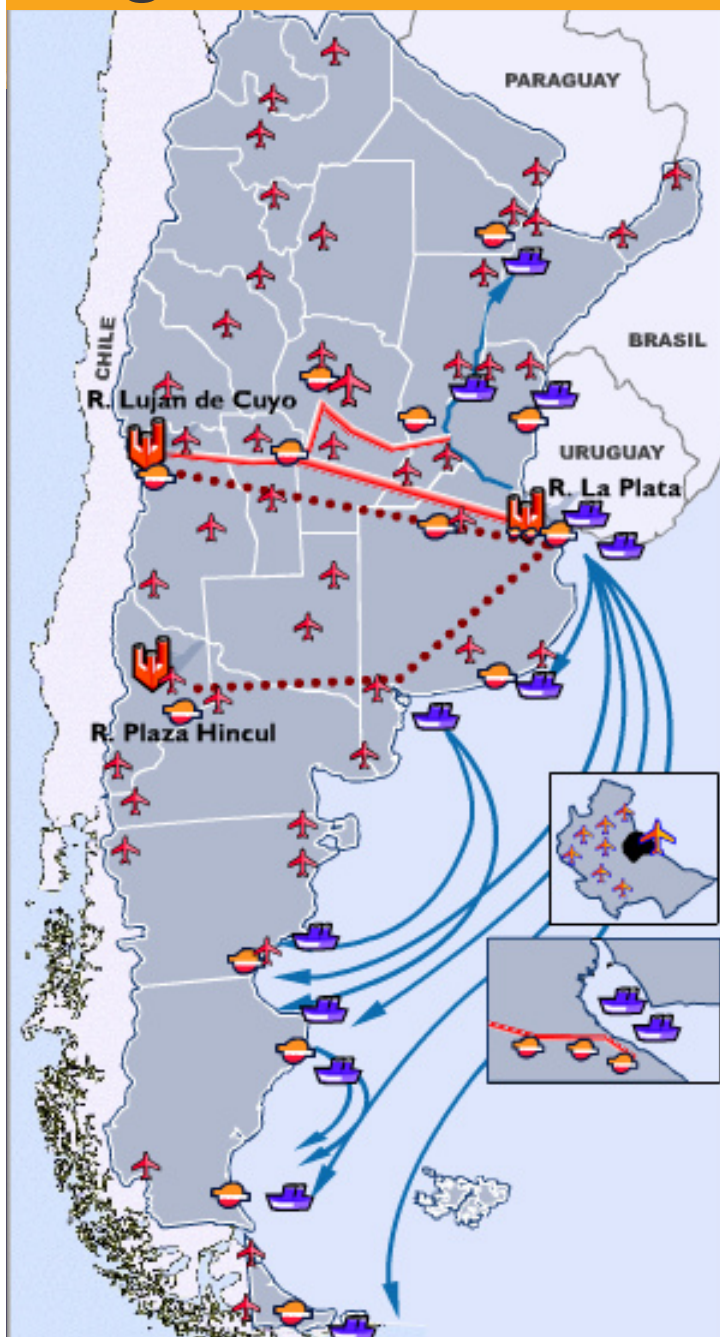 PARAGUAY
BRASIL
CHILE
R. Lujan de Cuyo
URUGUAY
R. La Plata
R. Plaza Hincul